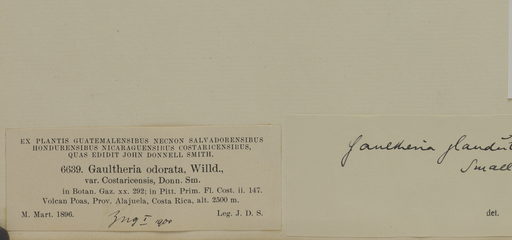 EX PLANTIS GUATEMALENSIBUS NECNON SALVADORENSIBUS
HONDURENSIBUS NICARAGUENSIBUS COSTARICENSIBUS,
QUAS EDIDIT JOHN DONNELL SMITH.
6639. Gaultheria odorata, Willd.,
var. Costaricensis, Donn. Sm.
in Botan. Gaz. xx. 292; in Pitt. Prim. Fl. Cost. ii. 147.
Volcan Poas, Prov. Alajuela, Costa Rica, alt. 2500 m.
M. Mart. 1896.
Leg. J. D. S.
Gaultheria
Small
det.